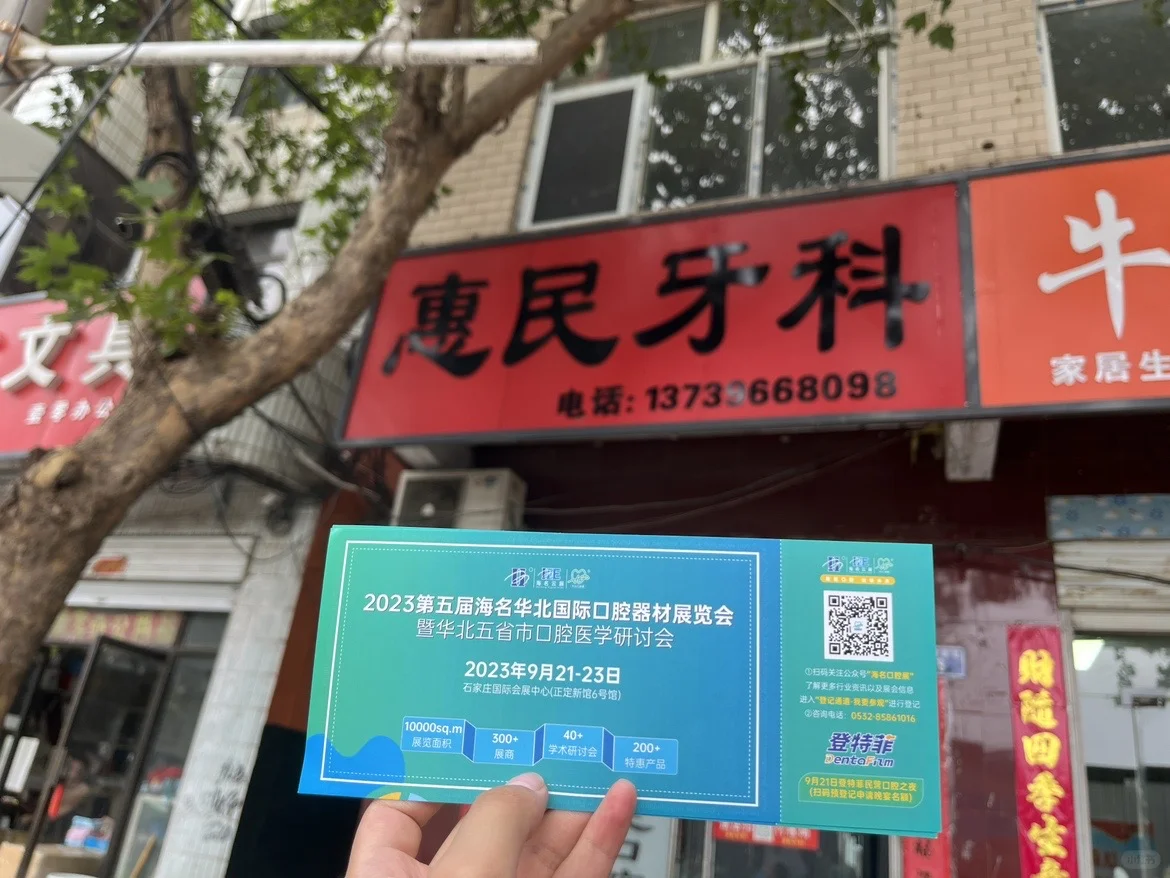 惠民牙科
电话: 13739668098
牛
家居生
文具
办公
2023第五届海名华北国际口腔器材展览会
暨华北五省市口腔医学研讨会
2023年9月21-23日
石家庄国际会展中心(正定新馆6号馆)
10000sq.m
展览面积
300+
展商
40+
学术研讨会
200+
特惠产品
①扫码关注公众号"海名口腔展"
了解更多行业资讯以及展会信息
进入"登记通道-我要参观"进行登记
②咨询电话: 0532-85861016
登特菲
DentaFilm
9月21日登特菲民营口腔之夜
(扫码预登记申请晚宴名额)
财随四季
小红书